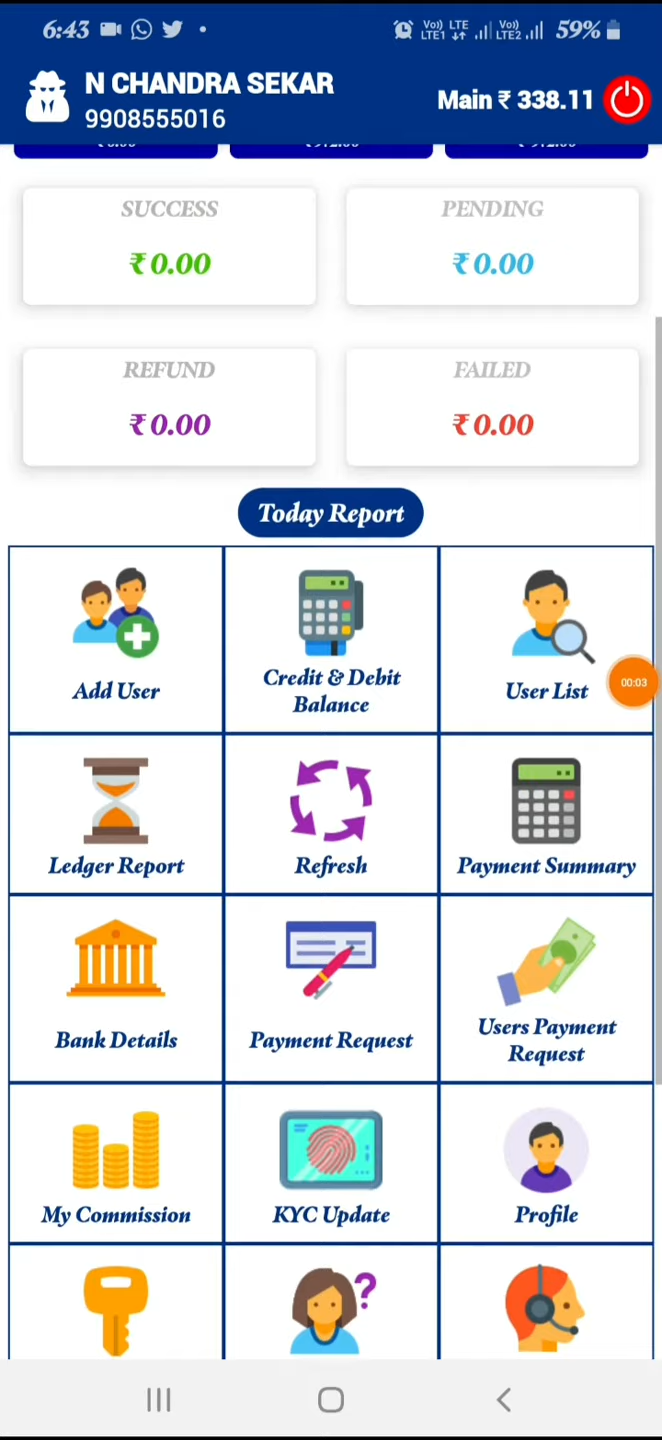 6:43
Vo) LTE
LTE1
Vo))
LTE2
59%
N CHANDRA SEKAR
9908555016
Main ₹ 338.11
SUCCESS
PENDING
₹ 0.00
₹ 0.00
REFUND
FAILED
₹ 0.00
₹ 0.00
Today Report
00:03
Add User
Credit & Debit
Balance
User List
Ledger Report
Refresh
Payment Summary
Bank Details
Payment Request
Users Payment
Request
My Commission
KYC Update
Profile
?